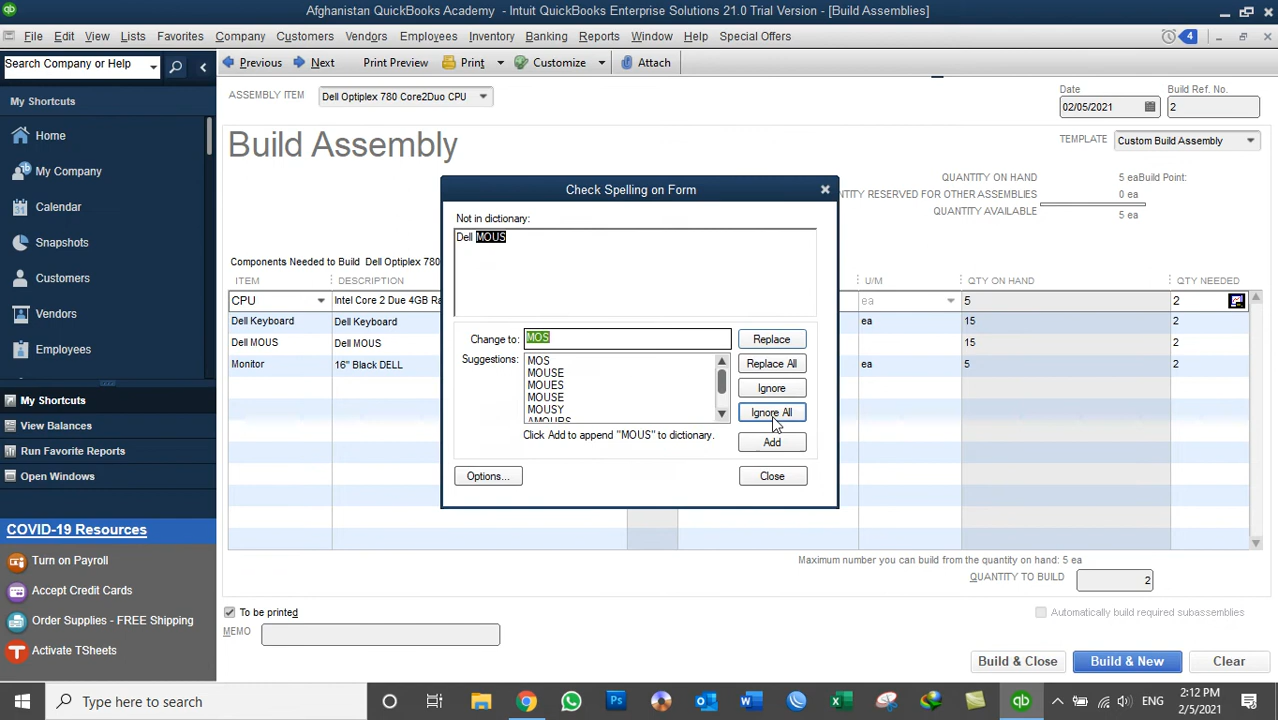 Afghanistan QuickBooks Academy - Intuit QuickBooks Enterprise Solutions 21.0 Trial Version - [Build Assemblies]
File Edit View Lists Favorites Company Customers Vendors Employees Inventory Banking Reports Window Help Special Offers 4
Search Company or Help
Previous Next Print Preview Print Customize Attach
My Shortcuts
Home
My Company
Calendar
Snapshots
Customers
Vendors
Employees
My Shortcuts
View Balances
Run Favorite Reports
Open Windows
COVID-19 Resources
Turn on Payroll
Accept Credit Cards
Order Supplies - FREE Shipping
Activate TSheets
ASSEMBLY ITEM Dell Optiplex 780 Core2Duo CPU
Date
02/05/2021
Build Ref. No.
2
Build Assembly
TEMPLATE Custom Build Assembly
QUANTITY ON HAND 5 ea Build Point:
NTITY RESERVED FOR OTHER ASSEMBLIES 0 ea
QUANTITY AVAILABLE 5 ea
Components Needed to Build Dell Optiplex 780
ITEM DESCRIPTION U/M QTY ON HAND QTY NEEDED
CPU Intel Core 2 Due 4GB Ra ea 5 2
Dell Keyboard Dell Keyboard ea 15 2
Dell MOUS Dell MOUS 15 2
Monitor 16" Black DELL ea 5 2
Check Spelling on Form
Not in dictionary:
Dell MOUS
Change to: MOS Replace
Suggestions:
MOS
MOUSE
MOUES
MOUSE
MOUSY
AMOURS
Replace All
Ignore
Ignore All
Click Add to append "MOUS" to dictionary.
Add
Options...
Close
Maximum number you can build from the quantity on hand: 5 ea
QUANTITY TO BUILD 2
To be printed
Automatically build required subassemblies
MEMO
Build & Close Build & New Clear
Type here to search
ENG
2:12 PM
2/5/2021